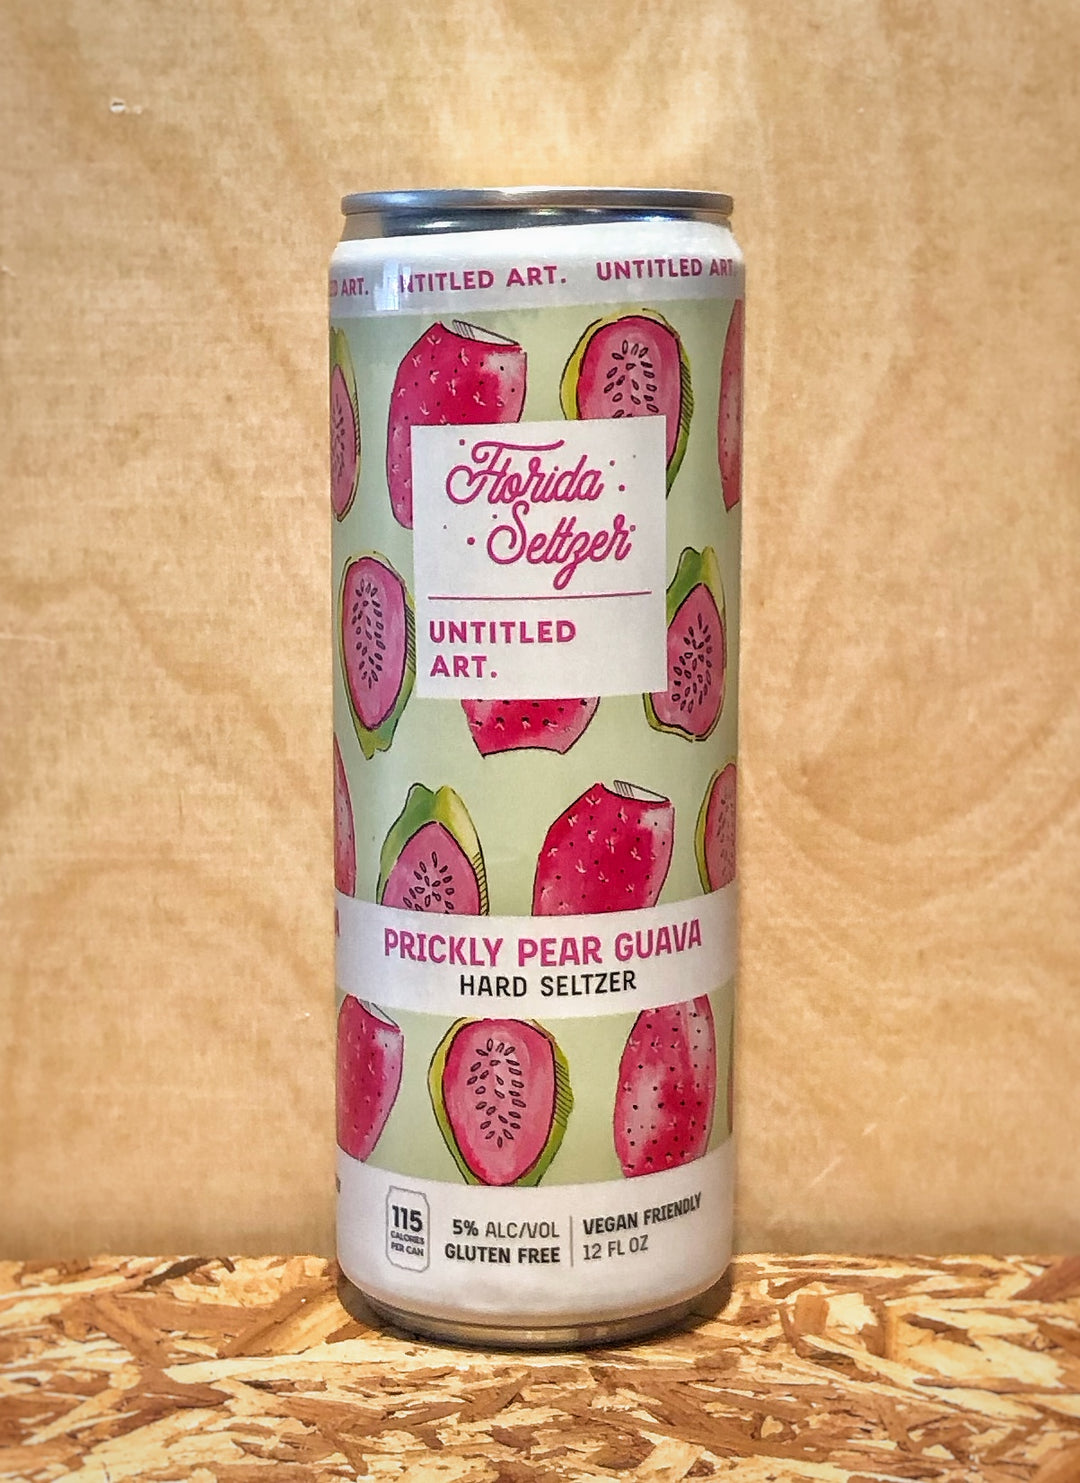 ART. UNTITLED ART. UNTITLED ART.
Florida
Seltzer
UNTITLED
ART.
PRICKLY PEAR GUAVA
HARD SELTZER
115
CALORIES
PER CAN
5% ALC/VOL
GLUTEN FREE
VEGAN FRIENDLY
12 FL OZ